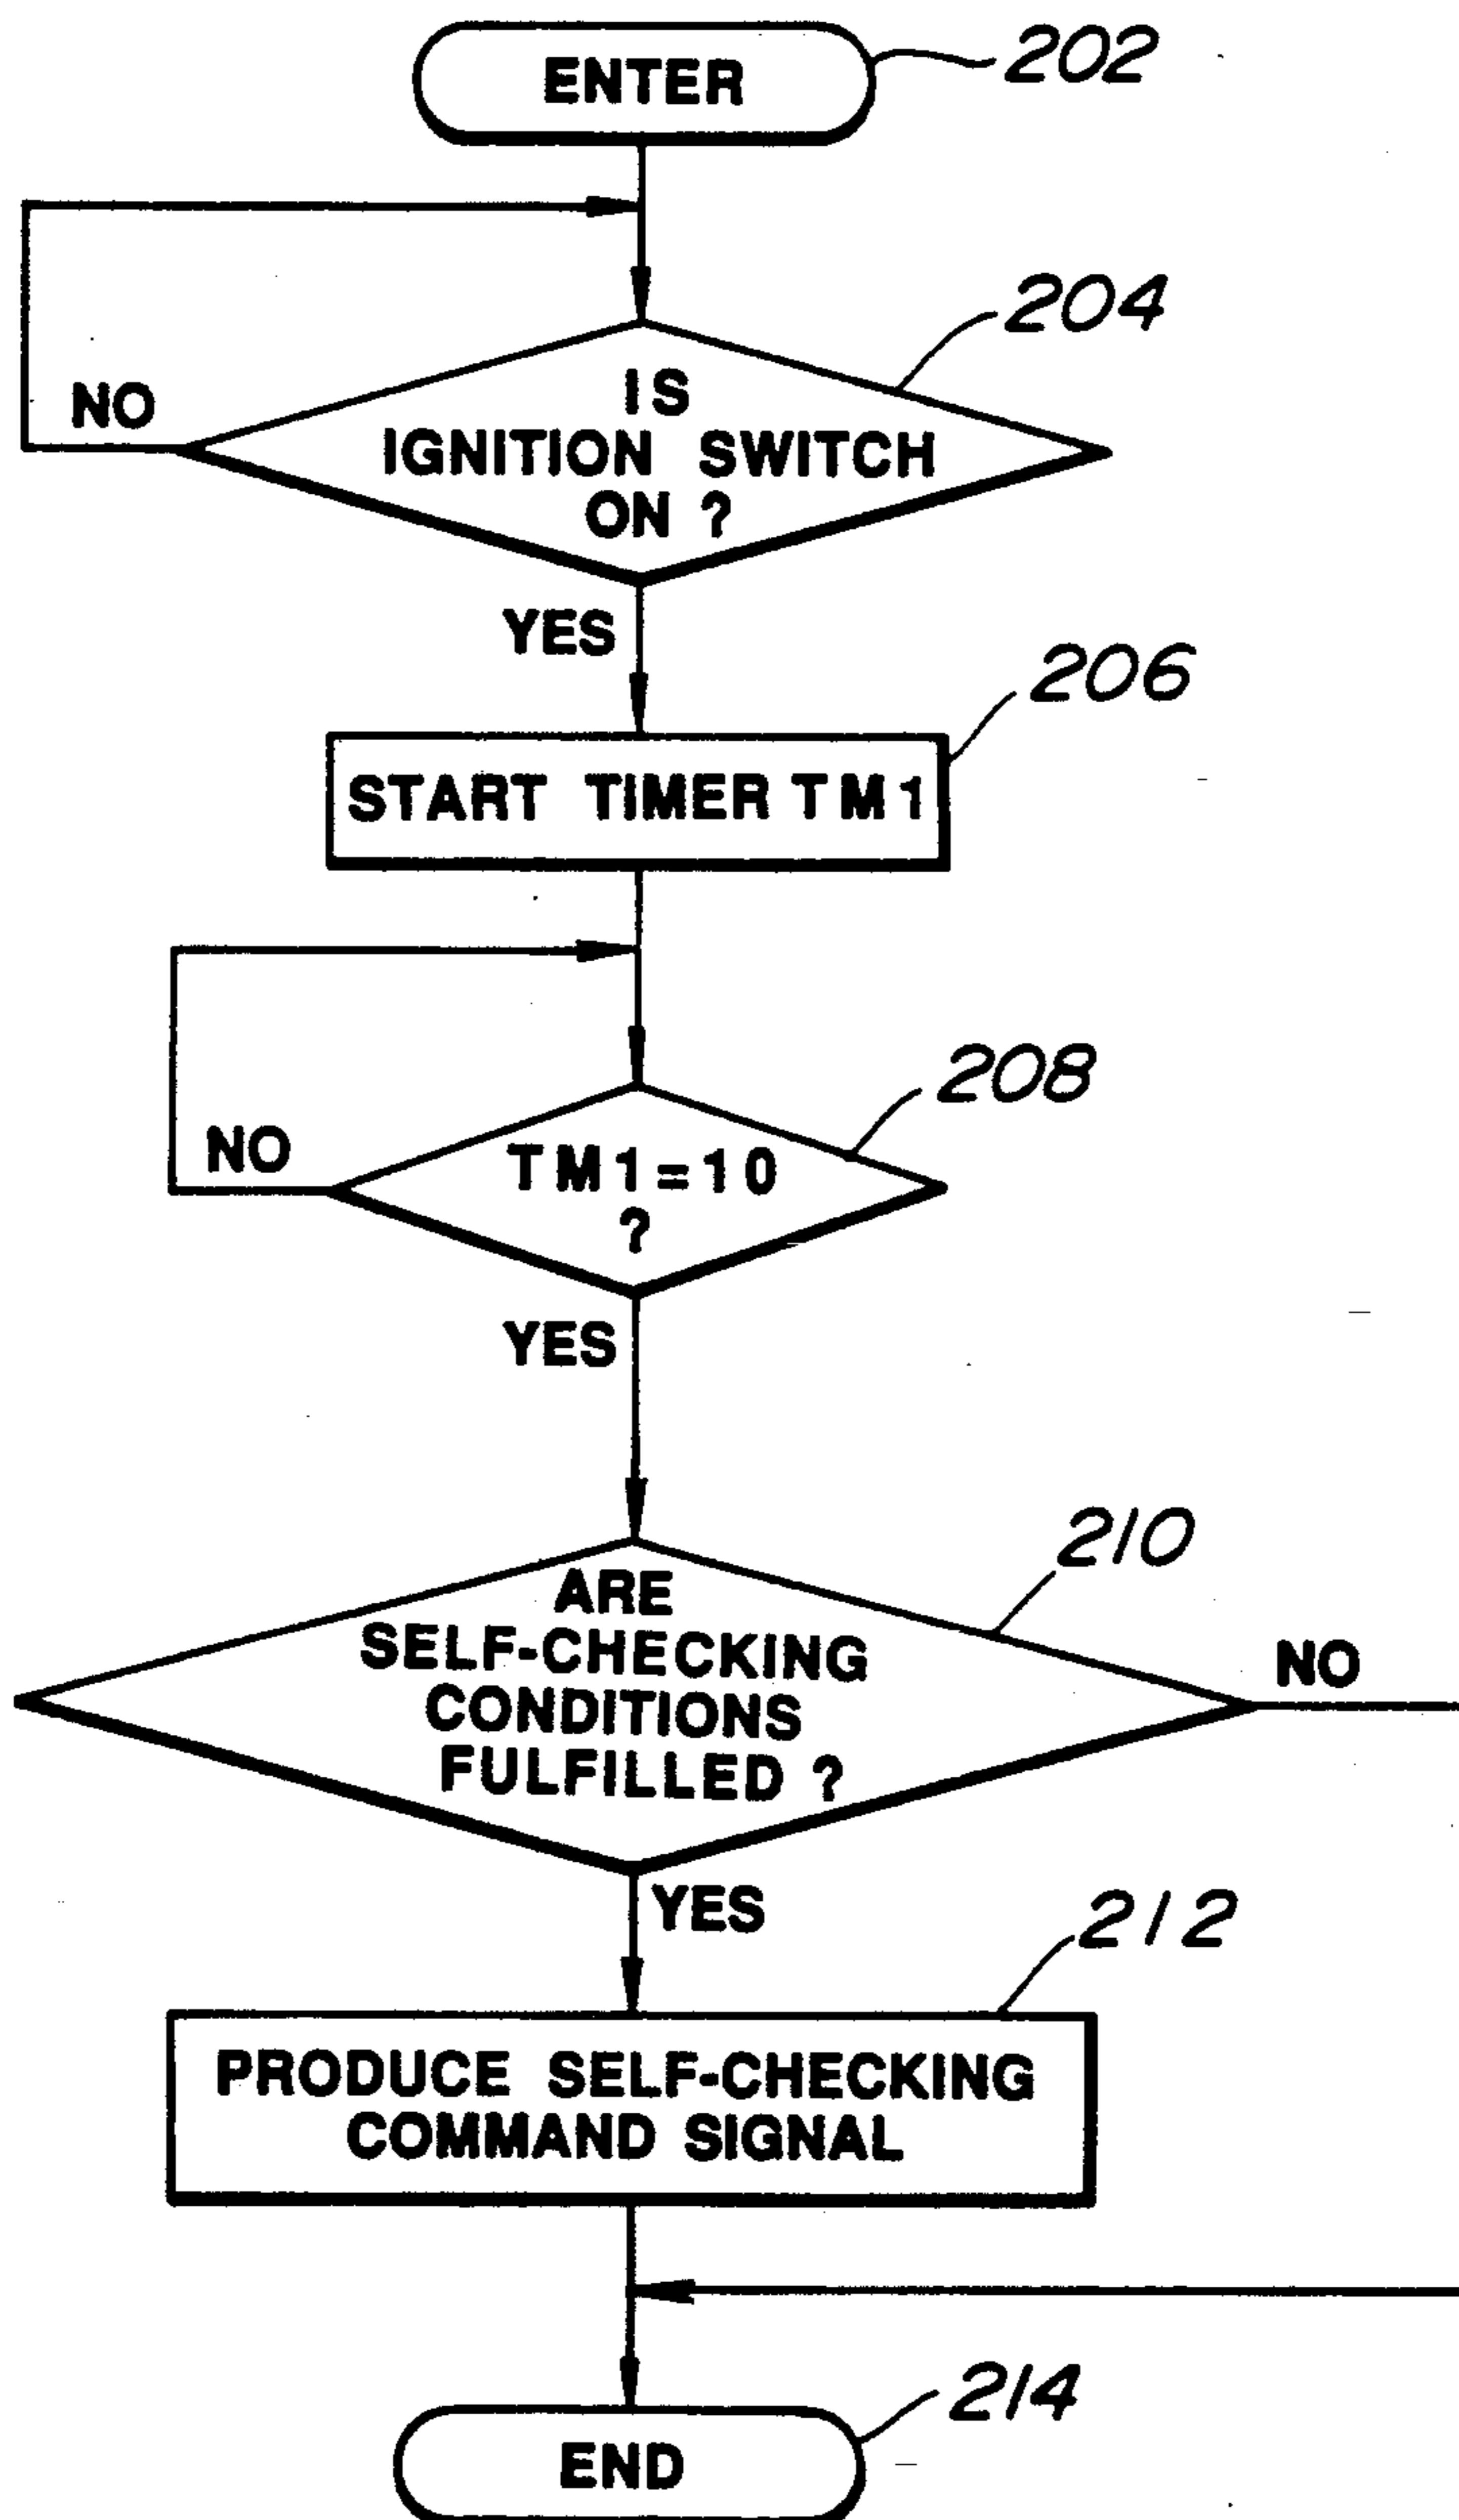 ENTER
202
204
IS
IGNITION SWITCH
ON ?
NO
YES
206
START TIMER TM1
208
TM1=10
?
NO
YES
210
ARE
SELF-CHECKING
CONDITIONS
FULFILLED ?
NO
YES
212
PRODUCE SELF-CHECKING
COMMAND SIGNAL
214
END